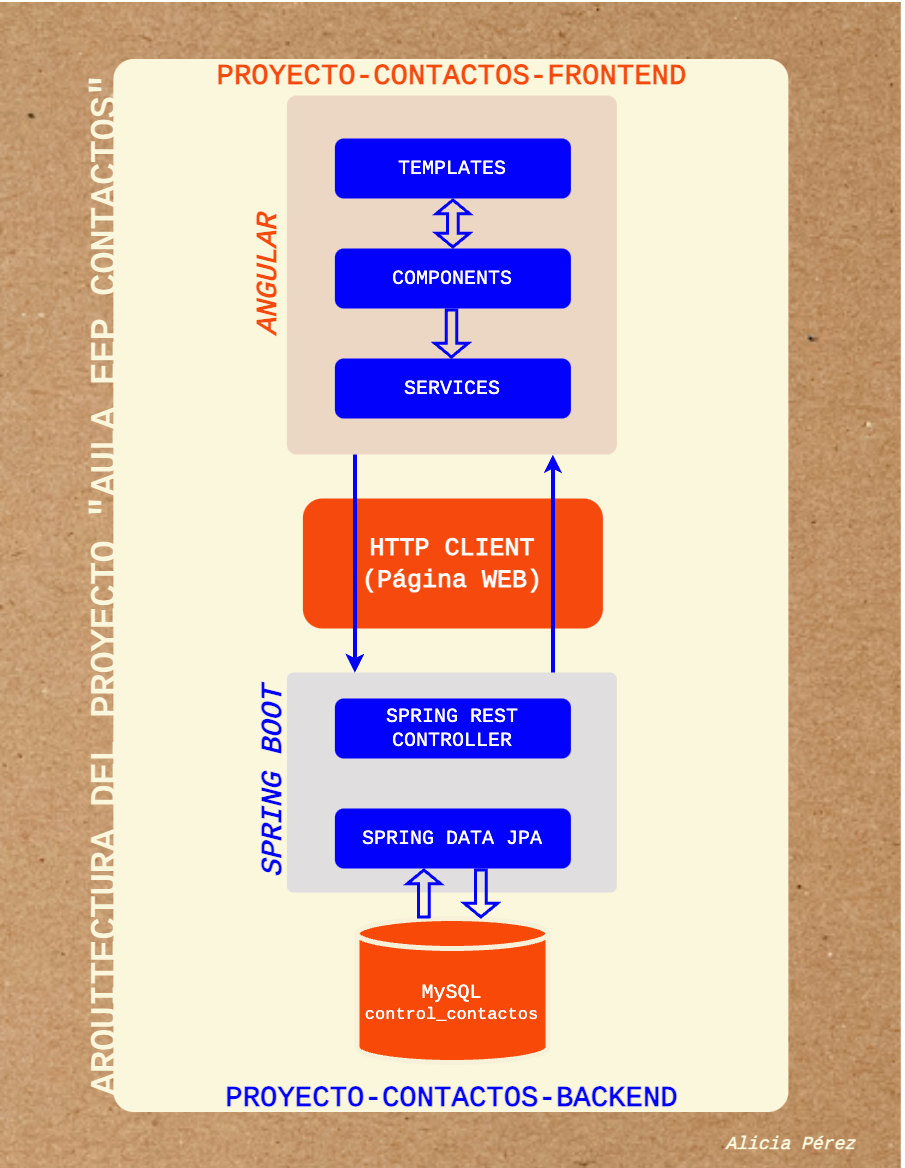 PROYECTO-CONTACTOS-FRONTEND
ARQUITECTURA DEL PROYECTO "AULA FEP CONTACTOS"
ANGULAR
TEMPLATES
COMPONENTS
SERVICES
HTTP CLIENT
(Página WEB)
SPRING BOOT
SPRING REST
CONTROLLER
SPRING DATA JPA
MySQL
control_contactos
PROYECTO-CONTACTOS-BACKEND
Alicia Pérez